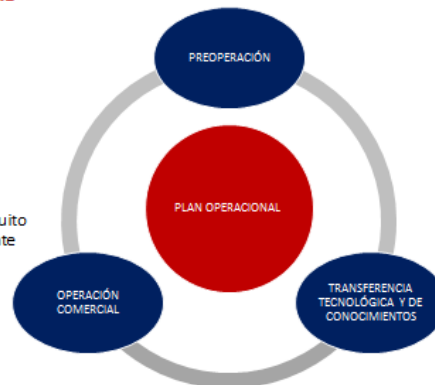 PREOPERACIÓN
PLAN OPERACIONAL
OPERACIÓN
COMERCIAL
TRANSFERENCIA
TECNOLÓGICA Y DE
CONOCIMIENTOS